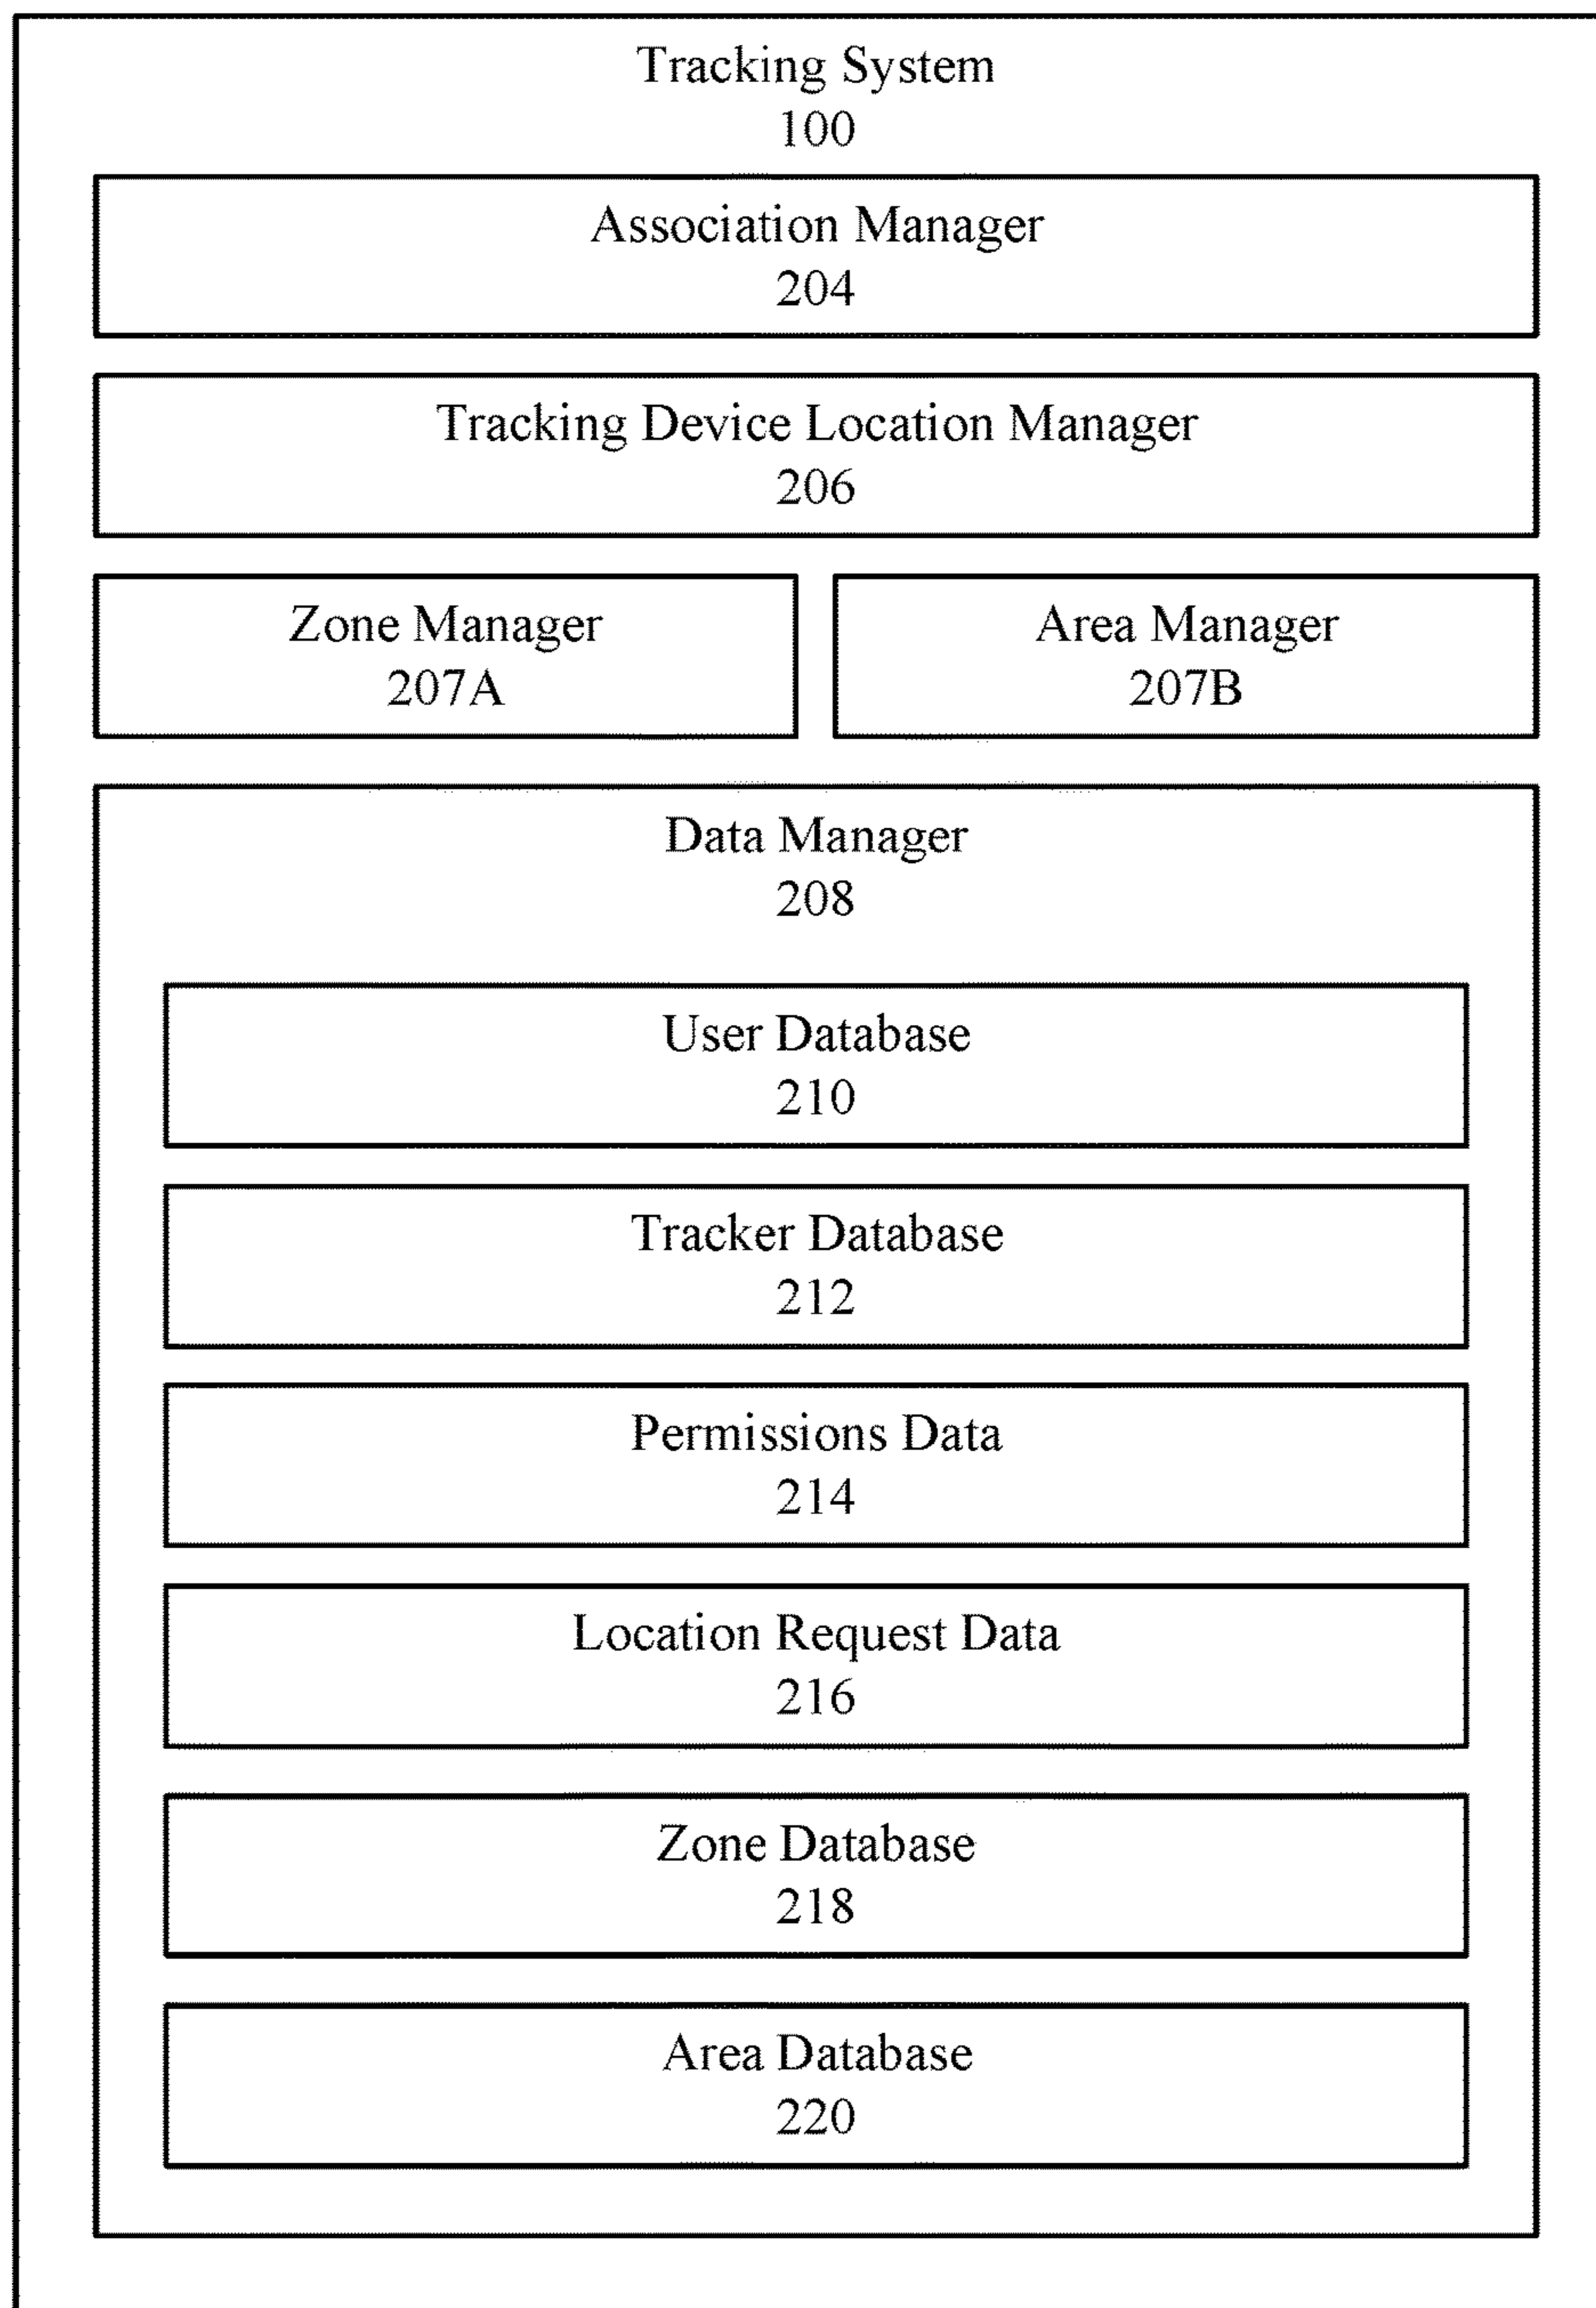 Tracking System
100
Association Manager
204
Tracking Device Location Manager
206
Zone Manager
207A
Area Manager
207B
Data Manager
208
User Database
210
Tracker Database
212
Permissions Data
214
Location Request Data
216
Zone Database
218
Area Database
220